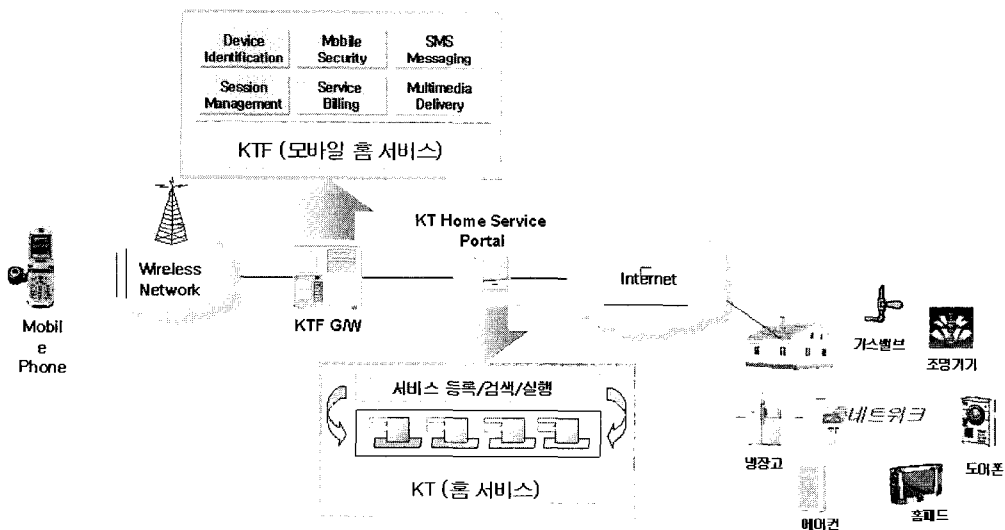 Device
Identification
Mobile
Security
SMS
Messaging
Session
Management
Service
Billing
Multimedia
Delivery
KTF (모바일 홈 서비스)
KT Home Service
Portal
Wireless
Network
Internet
KTF G/W
Mobil
e
Phone
가스밸브
조명기기
서비스 등록/검색/실행
네트워크
냉장고
도어폰
KT (홈 서비스)
에어컨
홈패드